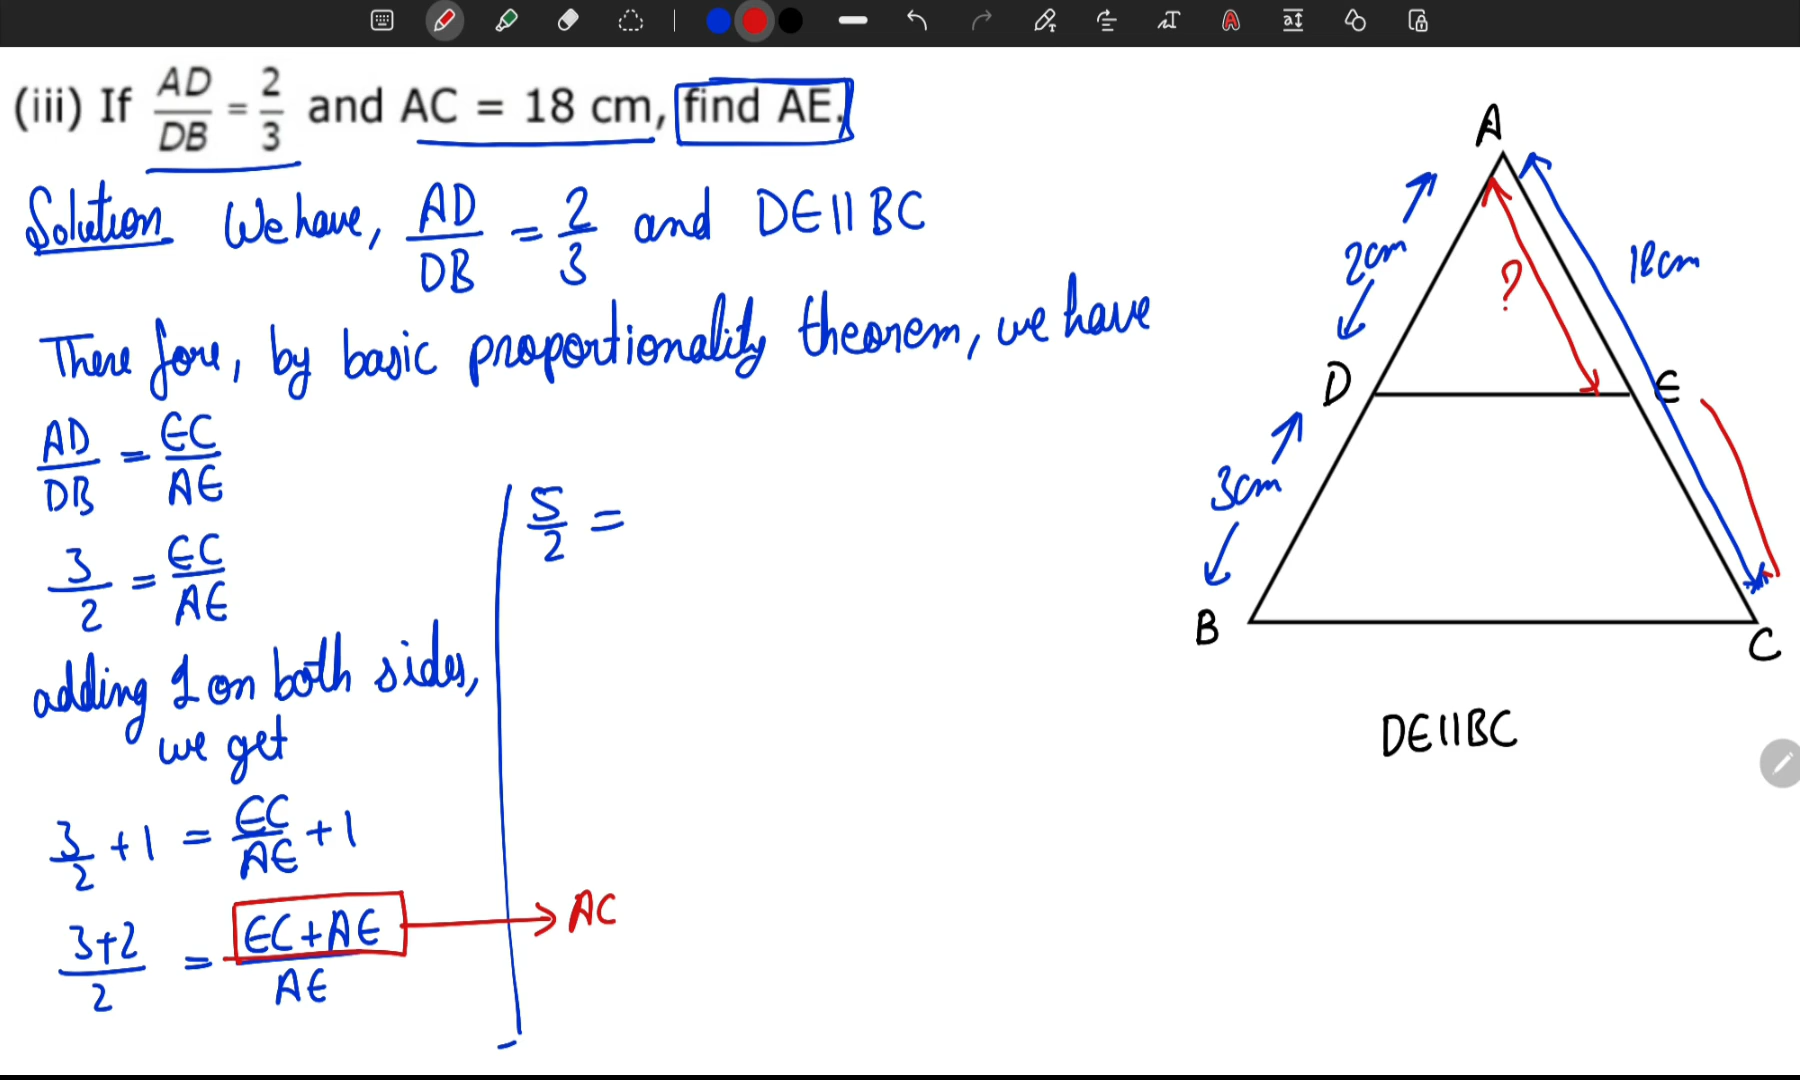 (iii) If AD/DB = 2/3 and AC = 18 cm, find AE.
Solution We have, AD/DB = 2/3 and DE||BC
There fore, by basic proportionality theorem, we have
AD/DB = EC/AE
3/2 = EC/AE
adding 1 on both sides,
we get
3/2 + 1 = EC/AE + 1
3+2/2 = EC+AE/AE
AC
5/2 =
A
2cm
18cm
?
D
E
3cm
B
C
DE||BC